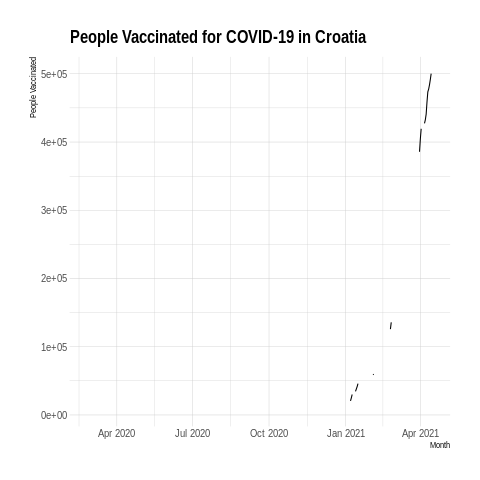 People Vaccinated for COVID-19 in Croatia
People Vaccinated
5e+05
4e+05
3e+05
2e+05
1e+05
0e+00
Apr 2020 Jul 2020 Oct 2020 Jan 2021 Apr 2021
Month